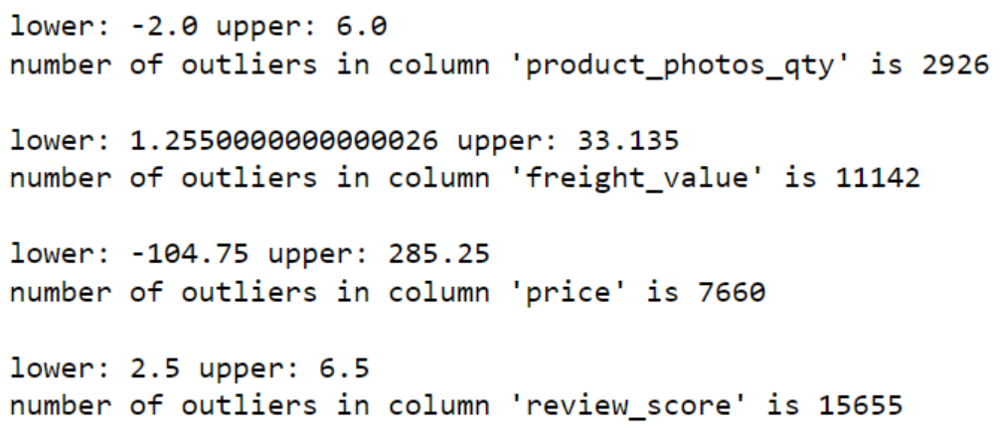 lower: -2.0 upper: 6.0
number of outliers in column 'product_photos_qty' is 2926
lower: 1.2550000000000026 upper: 33.135
number of outliers in column 'freight_value' is 11142
lower: -104.75 upper: 285.25
number of outliers in column 'price' is 7660
lower: 2.5 upper: 6.5
number of outliers in column 'review_score' is 15655